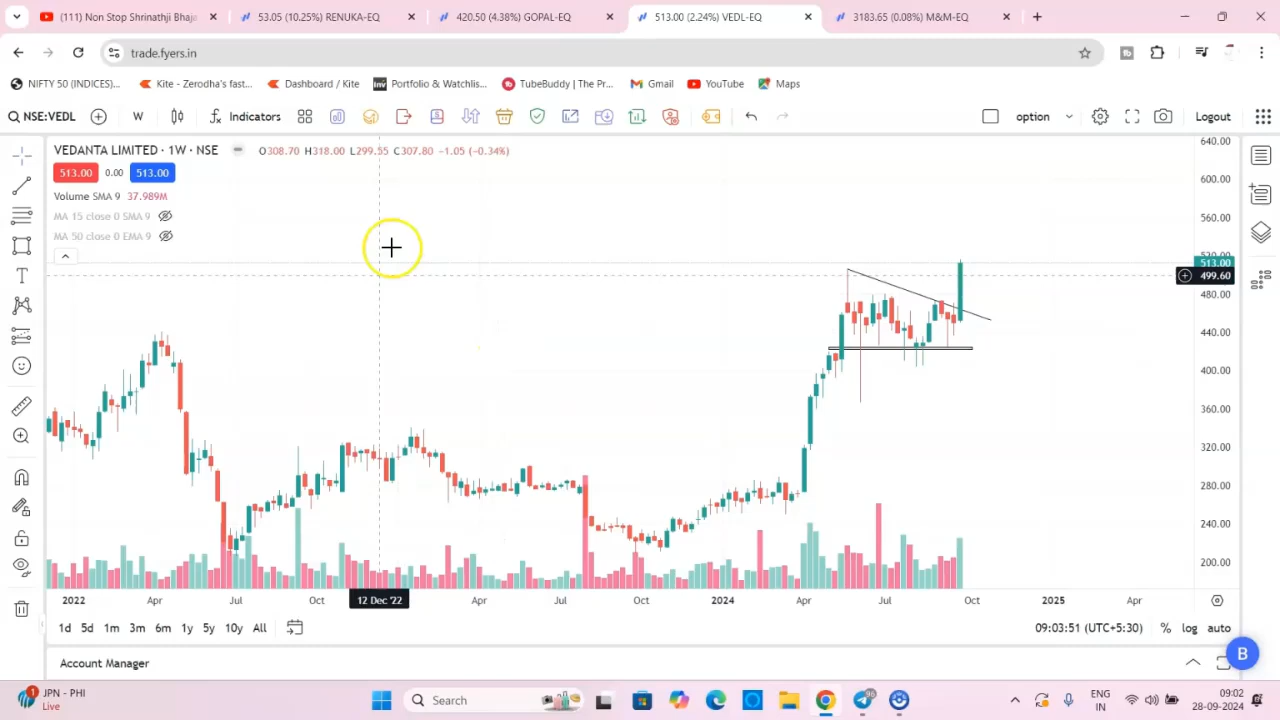 (111) Non Stop Shrinathji Bhaja
53.05 (10.25%) RENUKA-EQ
420.50 (4.38%) GOPAL-EQ
513.00 (2.24%) VEDL-EQ
3183.65 (0.08%) M&M-EQ
trade.fyers.in
NIFTY 50 (INDICES)...
Kite - Zerodha's fast...
Dashboard / Kite
Portfolio & Watchlis...
TubeBuddy | The Pr...
Gmail
YouTube
Maps
NSE:VEDL
W
Indicators
option
Logout
VEDANTA LIMITED · 1W · NSE
O308.70 H318.00 L299.55 C307.80 −1.05 (−0.34%)
513.00 0.00 513.00
Volume SMA 9 37.989M
MA 15 close 0 SMA 9
MA 50 close 0 EMA 9
640.00
600.00
560.00
520.00
513.00
499.60
480.00
440.00
400.00
360.00
320.00
280.00
240.00
200.00
2022 Apr Jul Oct 12 Dec '22 Apr Jul Oct 2024 Apr Jul Oct 2025 Apr
1d 5d 1m 3m 6m 1y 5y 10y All
09:03:51 (UTC+5:30) % log auto
Account Manager
B
1
JPN - PHI
Live
Search
96
ENG
IN
09:02
28-09-2024